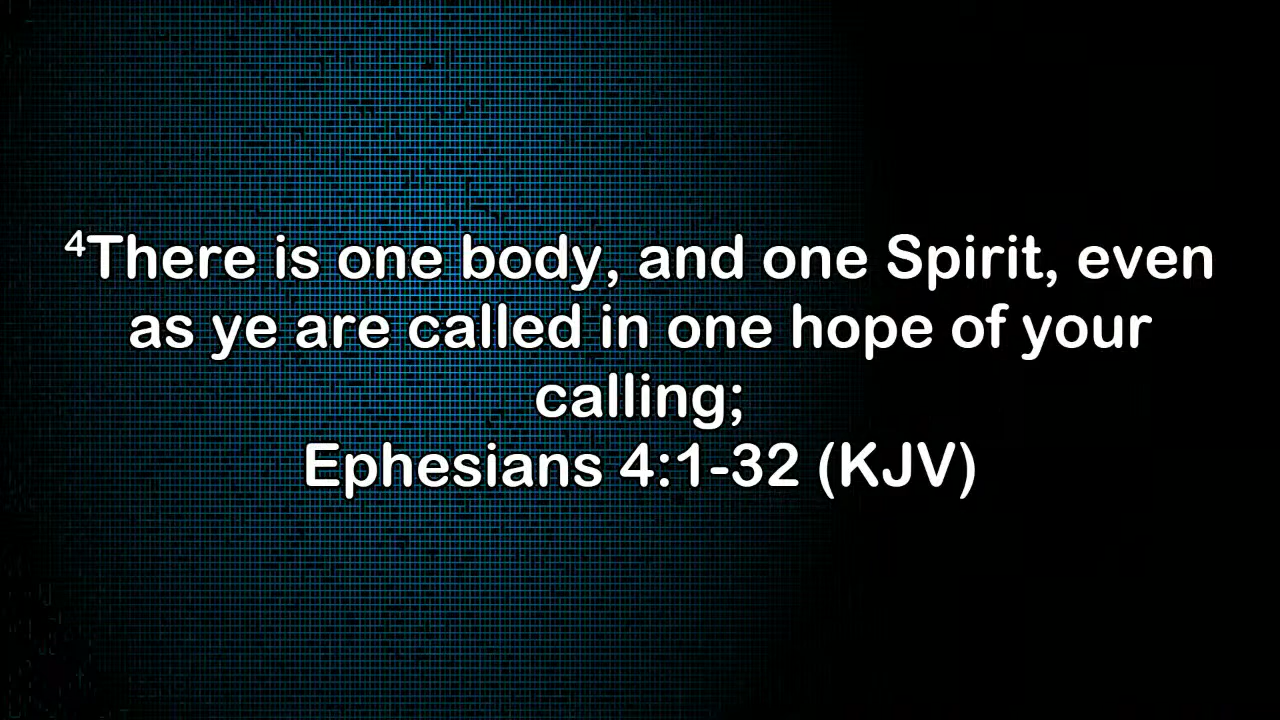 ⁴There is one body, and one Spirit, even
as ye are called in one hope of your
calling;
Ephesians 4:1-32 (KJV)